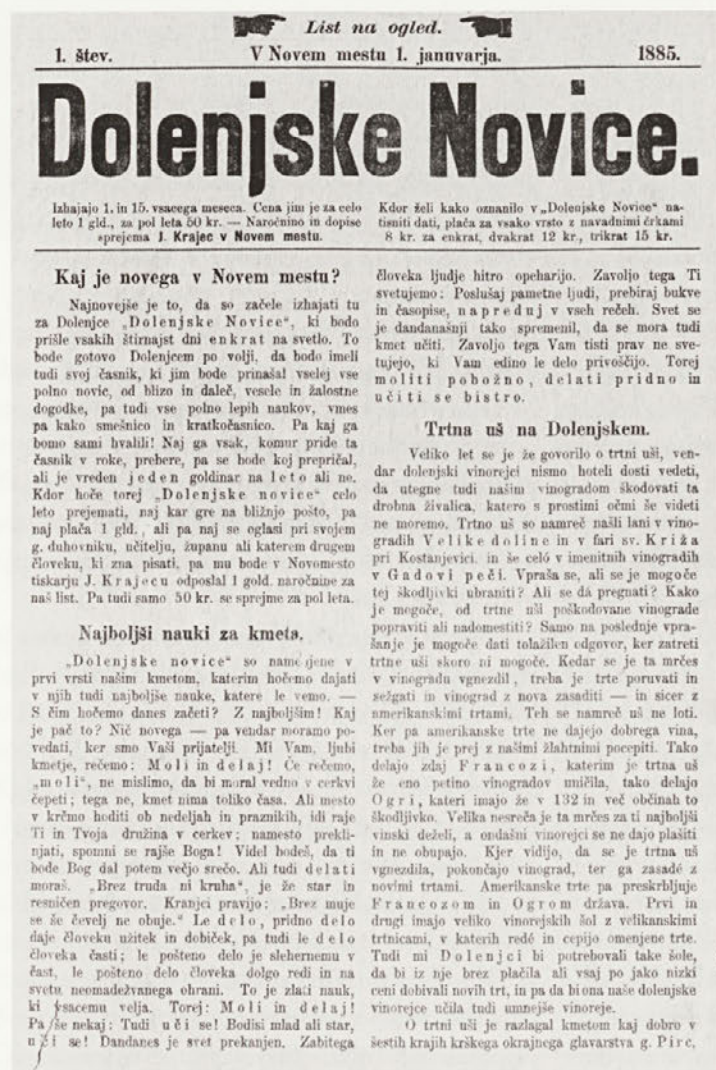 List na ogled.
1. štev.
V Novem mestu 1. januvarja.
1885.
Dolenjske Novice.
Izhajajo 1. in 15. vsacega meseca. Cena jim je za celo
leto 1 gld., za pol leta 50 kr. — Naročnino in dopise
sprejema J. Krajec v Novem mestu.
Kdor želi kako oznanilo v „Dolenjske Novice“ na-
tisniti dati, plača za vsako vrsto z navadnimi črkami
8 kr. za enkrat, dvakrat 12 kr., trikrat 15 kr.
Kaj je novega v Novem mestu?
Najnovejše je to, da so začele izhajati tu
za Dolenjce „Dolenjske Novice“, ki bodo
prišle vsakih štirnajst dni enkrat na svetlo. To
bode gotovo Dolenjcem po volji, da bodo imeli
tudi svoj časnik, ki jim bode prinašal vselej vse
polno novic, od blizo in daleč, vesele in žalostne
dogodke, pa tudi vse polno lepih naukov, vmes
pa kako smešnico in kratkočasnico. Pa kaj ga
bomo sami hvalili! Naj ga vsak, komur pride ta
časnik v roke, prebere, pa se bode koj prepričal,
ali je vreden jeden goldinar na leto ali ne.
Kdor hoče torej „Dolenjske novice“ celo
leto prejemati, naj kar gre na bližnjo pošto, pa
naj plača 1 gld., ali pa naj se oglasi pri svojem
g. duhovniku, učitelju, županu ali katerem drugem
človeku, ki zna pisati, pa mu bode v Novomesto
tiskarju J. Krajecu odposlal 1 gold. naročnine za
naš list. Pa tudi samo 50 kr. se sprejme za pol leta.
Najboljši nauki za kmeta.
„Dolenjske novice“ so namenjene v
prvi vrsti našim kmetom, katerim hočemo dajati
v njih tudi najboljše nauke, katere le vemo. —
S čim hočemo danes začeti? Z najboljšim! Kaj
je pač to? Nič novega — pa vendar moramo po-
vedati, ker smo Vaši prijatelji. Mi Vam, ljubi
kmetje, rečemo: Moli in delaj! Če rečemo,
„moli“, ne mislimo, da bi moral vedno v cerkvi
čepeti; tega ne, kmet nima toliko časa. Ali mesto
v krčmo hoditi ob nedeljah in praznikih, idi raje
Ti in Tvoja družina v cerkev; namesto prekli-
njati, spomni se rajše Boga! Videl bodeš, da ti
bode Bog dal potem večjo srečo. Ali tudi delati
moraš. „Brez truda ni kruha“, je že star in
resničen pregovor. Kranjci pravijo: „Brez muje
se še čevelj ne obuje.“ Le delo, pridno delo
daje človeku užitek in dobiček, pa tudi le delo
človeka časti; le pošteno delo je slehernemu v
čast, le pošteno delo človeka dolgo redi in na
svetu neomadeževanega ohrani. To je zlati nauk,
ki vsacemu velja. Torej: Moli in delaj!
Pa še nekaj: Tudi uči se! Bodisi mlad ali star,
uči se! Dandanes je svet prekanjen. Zabitega
človeka ljudje hitro opeharijo. Zavoljo tega Ti
svetujemo: Poslušaj pametne ljudi, prebiraj bukve
in časopise, napreduj v vseh rečeh. Svet se
je dandanašnji tako spremenil, da se mora tudi
kmet učiti. Zavoljo tega Vam tisti prav ne sve-
tujejo, ki Vam edino le delo privoščijo. Torej
moliti pobožno, delati pridno in
učiti se bistro.
Trtna uš na Dolenjskem.
Veliko let se je že govorilo o trtni uši, ven-
dar dolenjski vinorejci nismo hoteli dosti vedeti,
da utegne tudi našim vinogradom škodovati ta
drobna živalica, katero s prostimi očmi še videti
ne moremo. Trtno uš so namreč našli lani v vino-
gradih Velike doline in v fari sv. Križa
pri Kostanjevici, in še celó v imenitnih vinogradih
v Gadovi peči. Vpraša se, ali se je mogoče
tej škodljivki ubraniti? Ali se dá pregnati? Kako
je mogoče, od trtne uši poškodovane vinograde
popraviti ali nadomestiti? Samo na poslednje vpra-
šanje je mogoče dati tolažilen odgovor, ker zatreti
trtne uši skoro ni mogoče. Kedar se je ta mrčes
v vinogradu vgnezdil, treba je trte poruvati in
sežgati in vinograd z nova zasaditi — in sicer z
amerikanskimi trtami. Teh se namreč uš ne loti.
Ker pa amerikanske trte ne dajejo dobrega vina,
treba jih je prej z našimi žlahtnimi pocepiti. Tako
delajo zdaj Francozi, katerim je trtna uš
že eno petino vinogradov uničila, tako delajo
Ogri, kateri imajo že v 132 in več občinah to
škodljivko. Velika nesreča je ta mrčes za ti najboljši
vinski deželi, a ondašni vinorejci se ne dajo plašiti
in ne obupajo. Kjer vidijo, da se je trtna uš
vgnezdila, pokončajo vinograd, ter ga zasadé z
novimi trtami. Amerikanske trte pa preskrbljuje
Francozom in Ogrom država. Prvi in
drugi imajo veliko vinorejskih šol z velikanskimi
trtnicami, v katerih redé in cepijo omenjene trte.
Tudi mi Dolenjci bi potrebovali take šole,
da bi iz nje brez plačila ali vsaj po jako nizki
ceni dobivali novih trt, in pa da bi ona naše dolenjske
vinorejce učila tudi umnejše vinoreje.
O trtni uši je razlagal kmetom kaj dobro v
šestih krajih krškega okrajnega glavarstva g. Pirc,